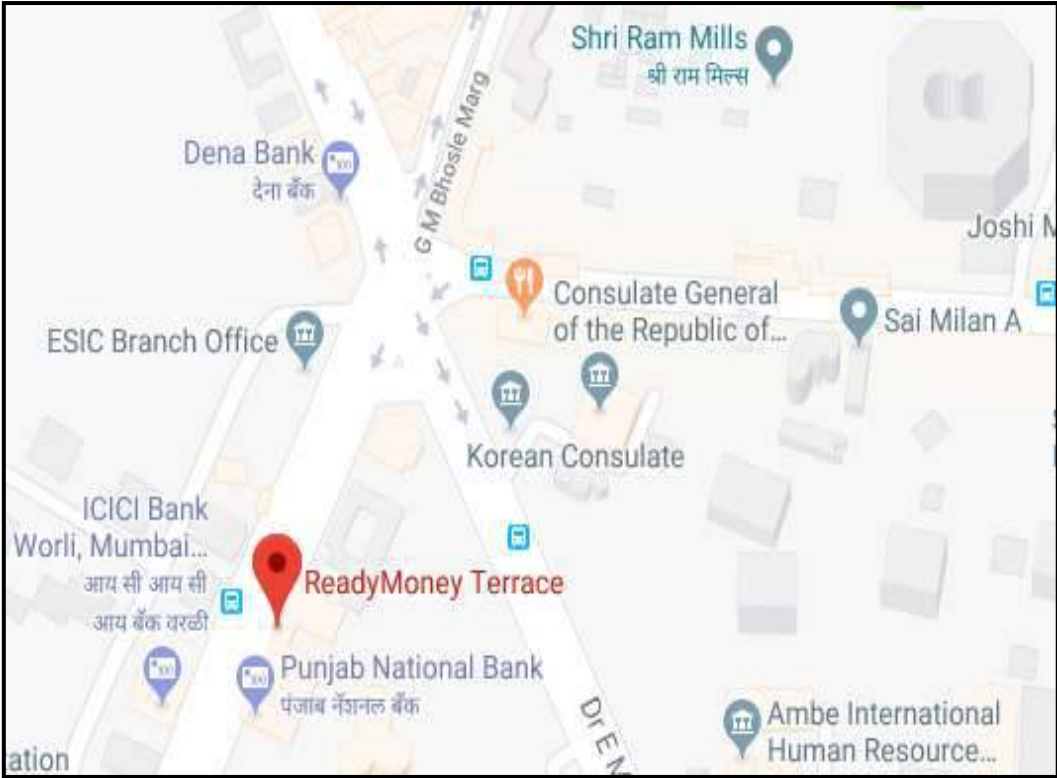 Shri Ram Mills
श्री राम मिल्स
G M Bhosle Marg
Dena Bank
देना बँक
Joshi M
Consulate General
of the Republic of...
Sai Milan A
ESIC Branch Office
Korean Consulate
ICICI Bank
Worli, Mumbai...
आय सी आय सी
आय बँक वरळी
ReadyMoney Terrace
Punjab National Bank
पंजाब नॅशनल बँक
Dr E M
Ambe International
Human Resource...
ation